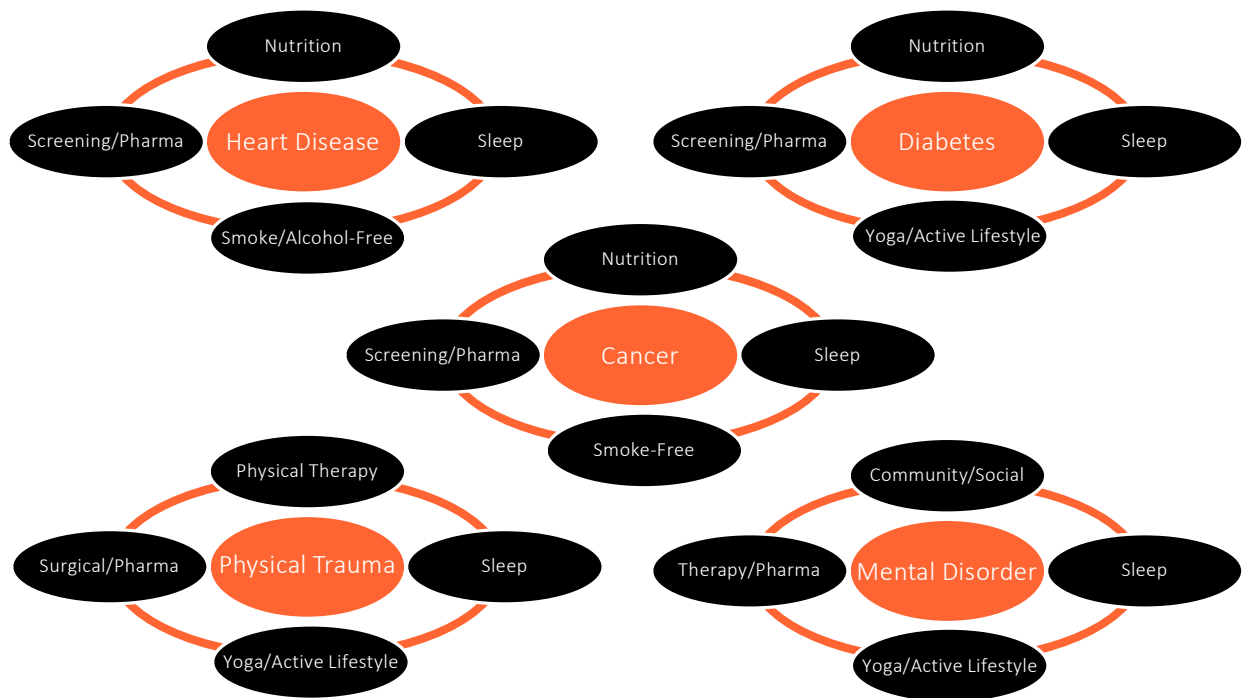 Nutrition
Screening/Pharma
Heart Disease
Sleep
Smoke/Alcohol-Free
Nutrition
Screening/Pharma
Diabetes
Sleep
Yoga/Active Lifestyle
Nutrition
Screening/Pharma
Cancer
Sleep
Smoke-Free
Physical Therapy
Surgical/Pharma
Physical Trauma
Sleep
Yoga/Active Lifestyle
Community/Social
Therapy/Pharma
Mental Disorder
Sleep
Yoga/Active Lifestyle